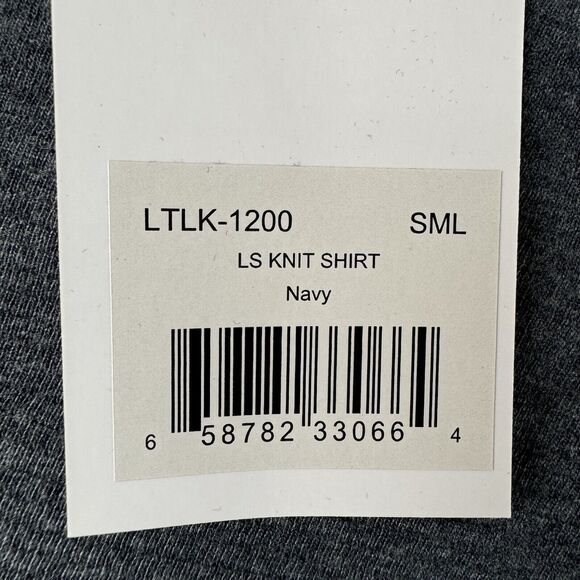 LTLK-1200 SML
LS KNIT SHIRT
Navy
6 58782 33066 4